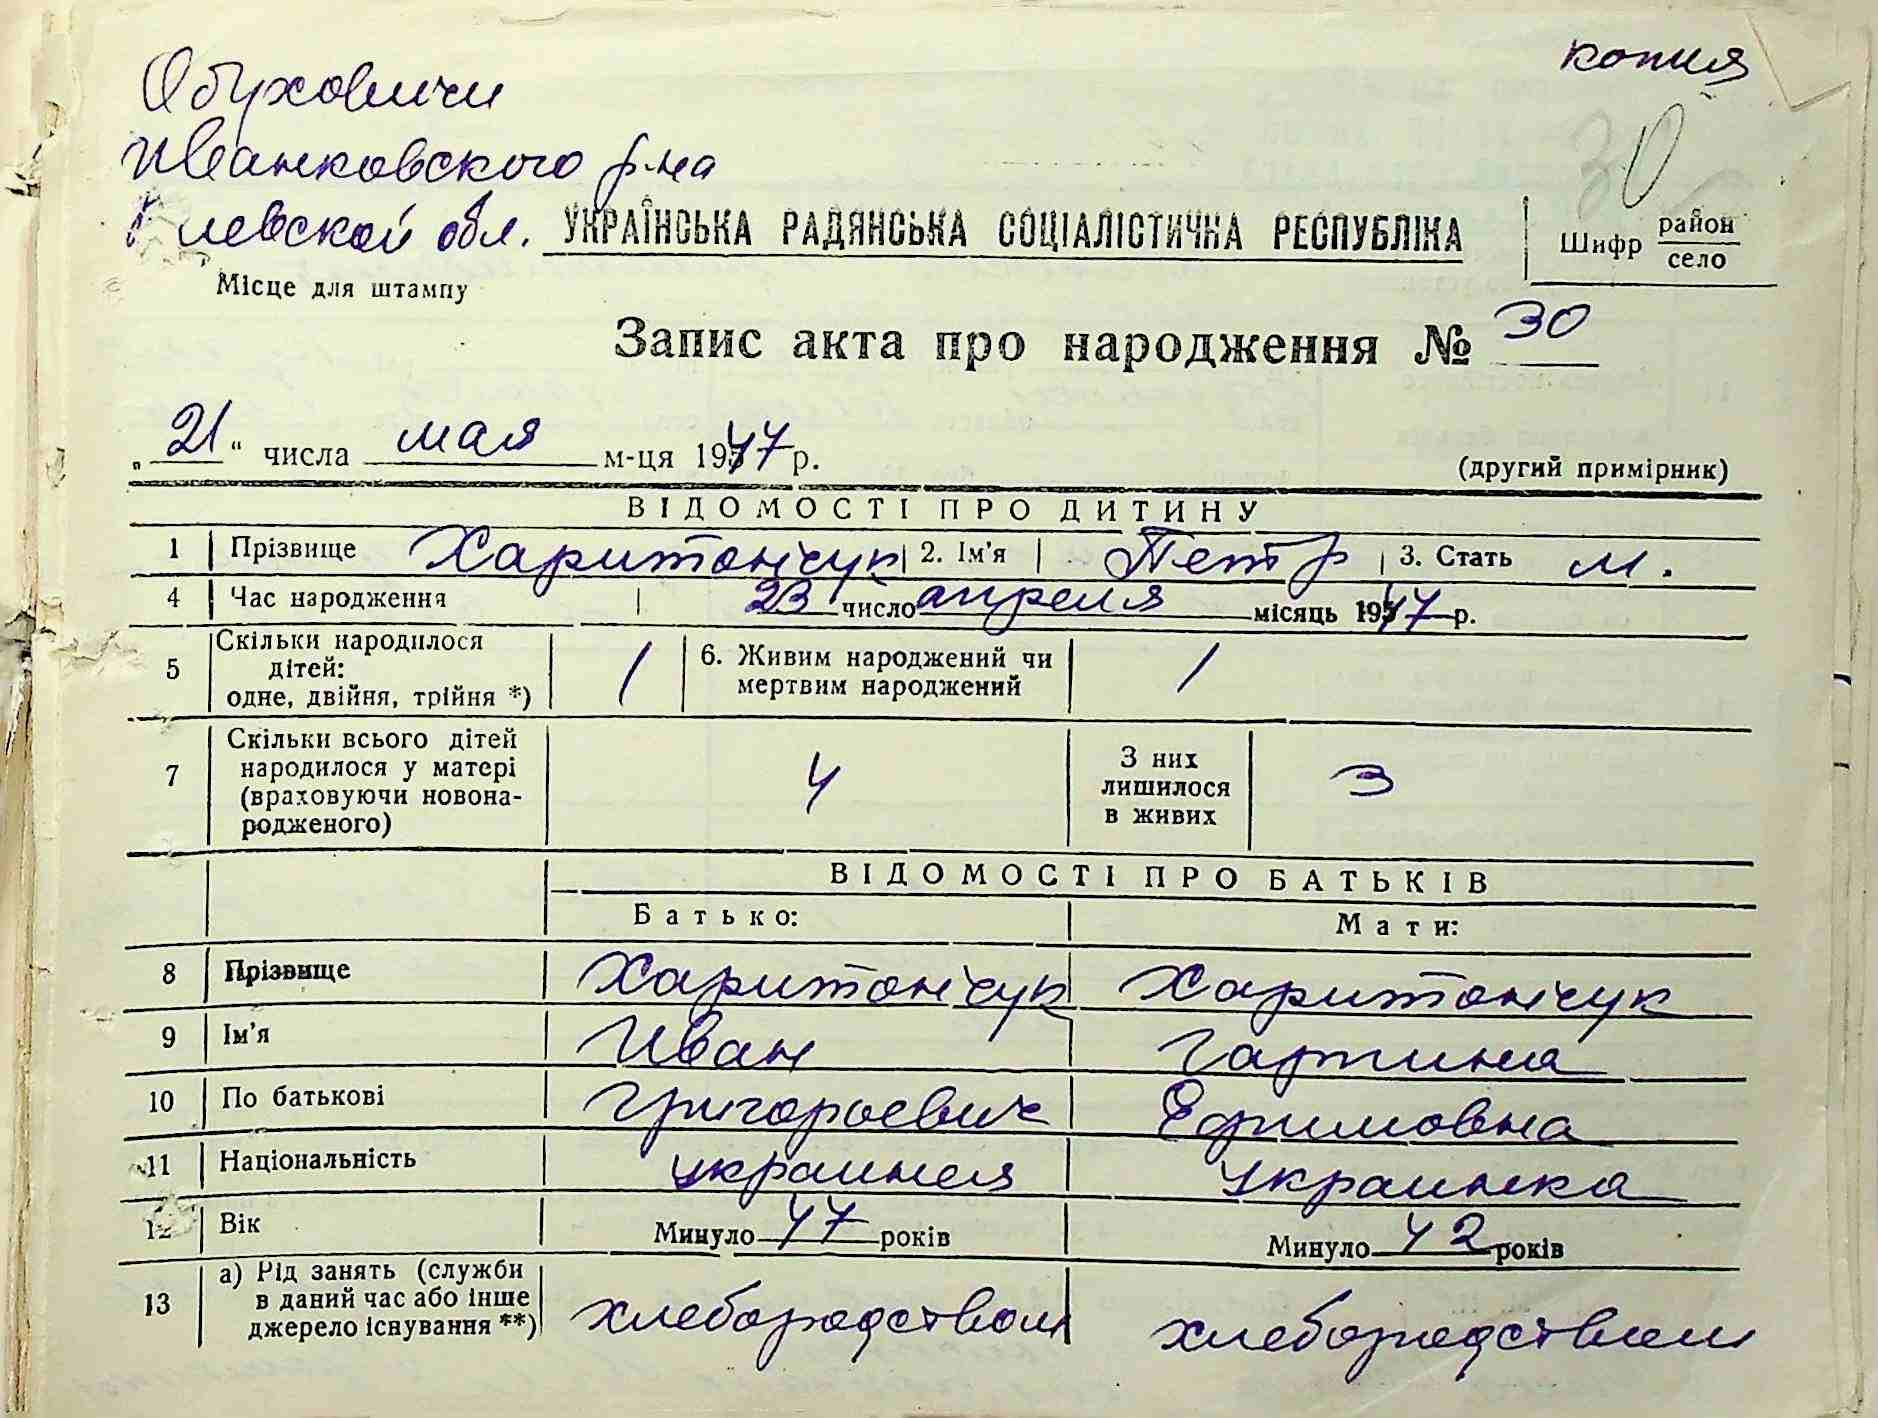 копия
Обуховичи
Иванковского р-на
Киевской обл.
30
УКРАЇНСЬКА РАДЯНСЬКА СОЦІАЛІСТИЧНА РЕСПУБЛІКА
Шифр район
село
Місце для штампу
Запис акта про народження № 30
„21“ числа мая м-ця 1947 р.
(другий примірник)
ВІДОМОСТІ ПРО ДИТИНУ
1 Прізвище Харитончук 2. Ім'я Петр 3. Стать м.
4 Час народження 23 число апреля місяць 1947 р.
5 Скільки народилося дітей: одне, двійня, трійня *) 1 6. Живим народжений чи мертвим народжений 1
7 Скільки всього дітей народилося у матері (враховуючи новона-родженого) 4 З них лишилося в живих 3
ВІДОМОСТІ ПРО БАТЬКІВ
Батько: Мати:
8 Прізвище Харитончук Харитончук
9 Ім'я Иван Гарпина
10 По батькові Григорьевич Ефимовна
11 Національність украинея украинка
12 Вік Минуло 47 років Минуло 42 років
13 а) Рід занять (служби в даний час або інше джерело існування **) хлебородством хлебородством